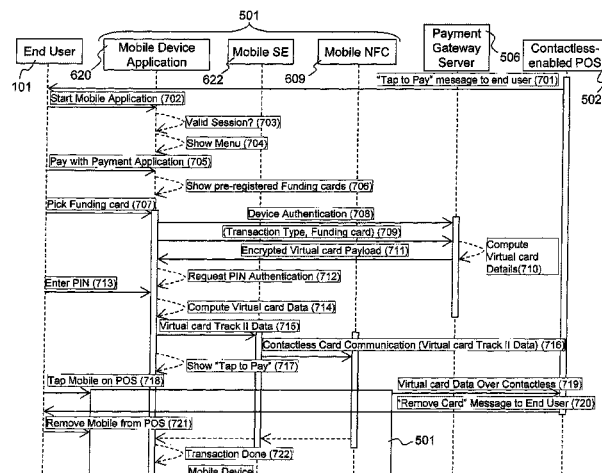 501
End User
Mobile Device
Application
Mobile SE
Mobile NFC
Payment
Gateway
Server
506
Contactless-
enabled POS
620
622
609
101
502
"Tap to Pay" message to end user (701)
Start Mobile Application (702)
Valid Session? (703)
Show Menu (704)
Pay with Payment Application (705)
Show pre-registered Funding cards (706)
Pick Funding card (707)
Device Authentication (708)
(Transaction Type, Funding card) (709)
Encrypted Virtual card Payload (711)
Compute
Virtual card
Details(710)
Request PIN Authentication (712)
Enter PIN (713)
Compute Virtual card Data (714)
Virtual card Track II Data (715)
Contactless Card Communication (Virtual card Track II Data) (716)
Show "Tap to Pay" (717)
Tap Mobile on POS (718)
Virtual card Data Over Contactless (719)
"Remove Card" Message to End User (720)
Remove Mobile from POS (721)
501
Transaction Done (722)
Mobile Device